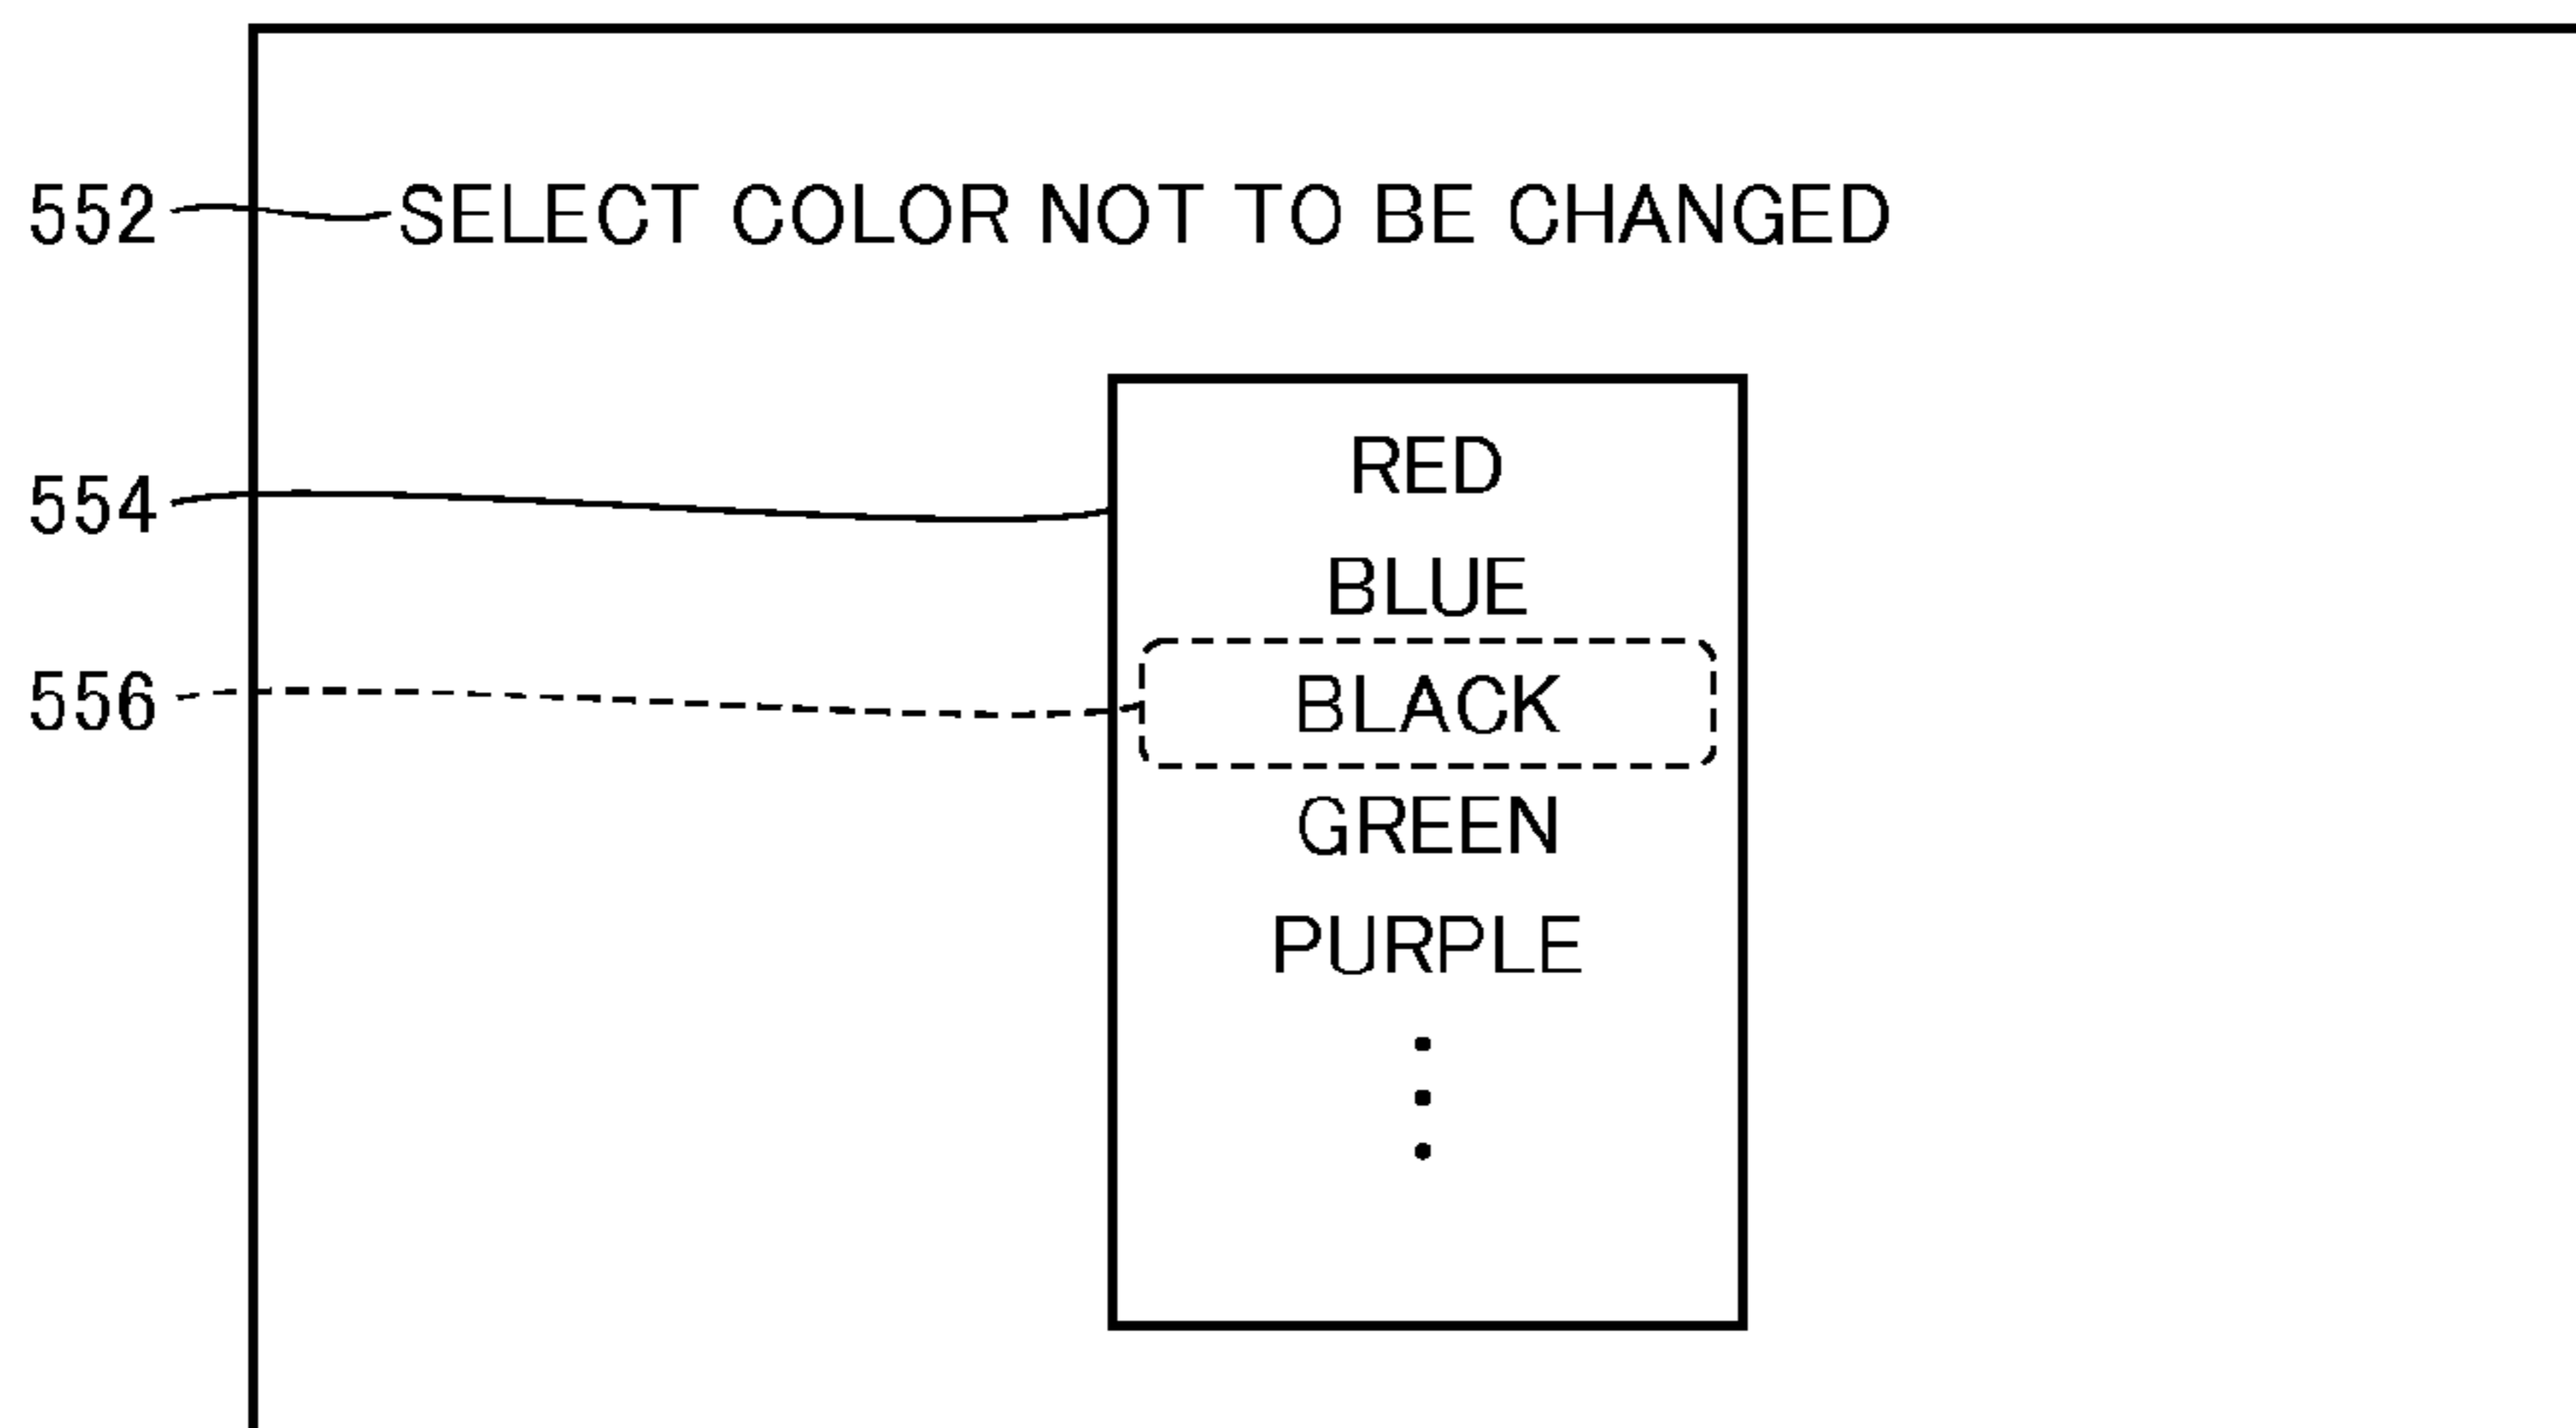 552 SELECT COLOR NOT TO BE CHANGED
554
RED
BLUE
556 BLACK
GREEN
PURPLE